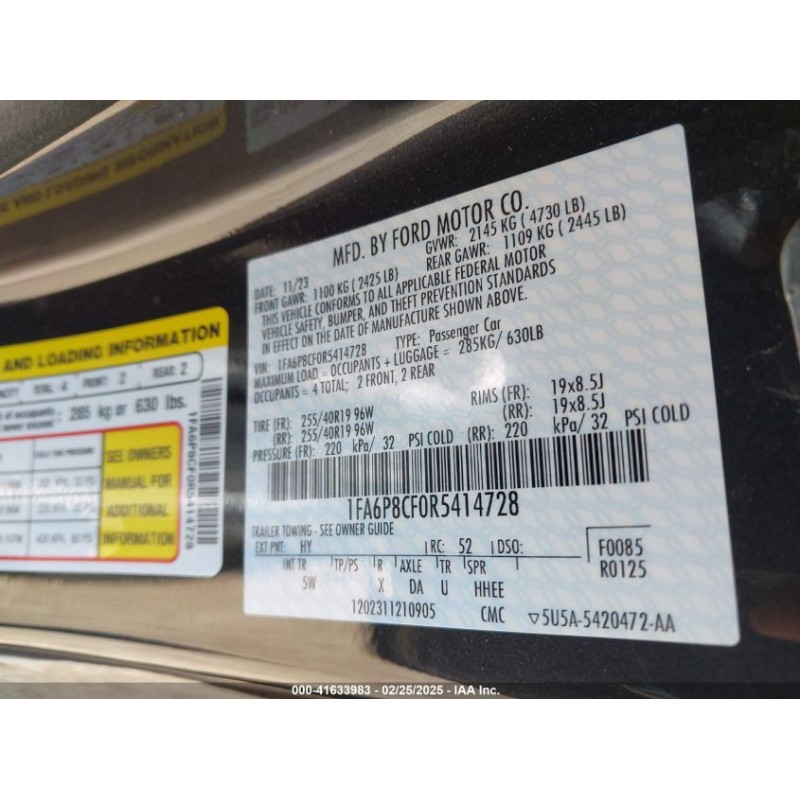 MFD. BY FORD MOTOR CO.
DATE: 11/23 GVWR: 2145 KG ( 4730 LB)
FRONT GAWR: 1100 KG ( 2425 LB) REAR GAWR: 1109 KG ( 2445 LB)
THIS VEHICLE CONFORMS TO ALL APPLICABLE FEDERAL MOTOR
VEHICLE SAFETY, BUMPER, AND THEFT PREVENTION STANDARDS
IN EFFECT ON THE DATE OF MANUFACTURE SHOWN ABOVE.
VIN: 1FA6P8CF0R5414728 TYPE: Passenger Car
MAXIMUM LOAD = OCCUPANTS + LUGGAGE = 285KG/ 630LB
OCCUPANTS = 4 TOTAL; 2 FRONT, 2 REAR
TIRE (FR): 255/40R19 96W RIMS (FR): 19x8.5J
(RR): 255/40R19 96W (RR): 19x8.5J
PRESSURE (FR): 220 kPa/ 32 PSI COLD (RR): 220 kPa/ 32 PSI COLD
1FA6P8CF0R5414728
TRAILER TOWING - SEE OWNER GUIDE
EXT PNT: HY RC: 52 DSO: F0085
INT TR TP/PS R AXLE TR SPR R0125
5W X DA U HHEE
1202311210905 CMC ▽5U5A-5420472-AA
AND LOADING INFORMATION
TOTAL: 4 FRONT: 2 REAR: 2
285 kg or 630 lbs.
COLD TIRE PRESSURE
SEE OWNERS
MANUAL FOR
ADDITIONAL
INFORMATION
1FA6P8CF0R5414728
000-41633983 - 02/25/2025 - IAA Inc.